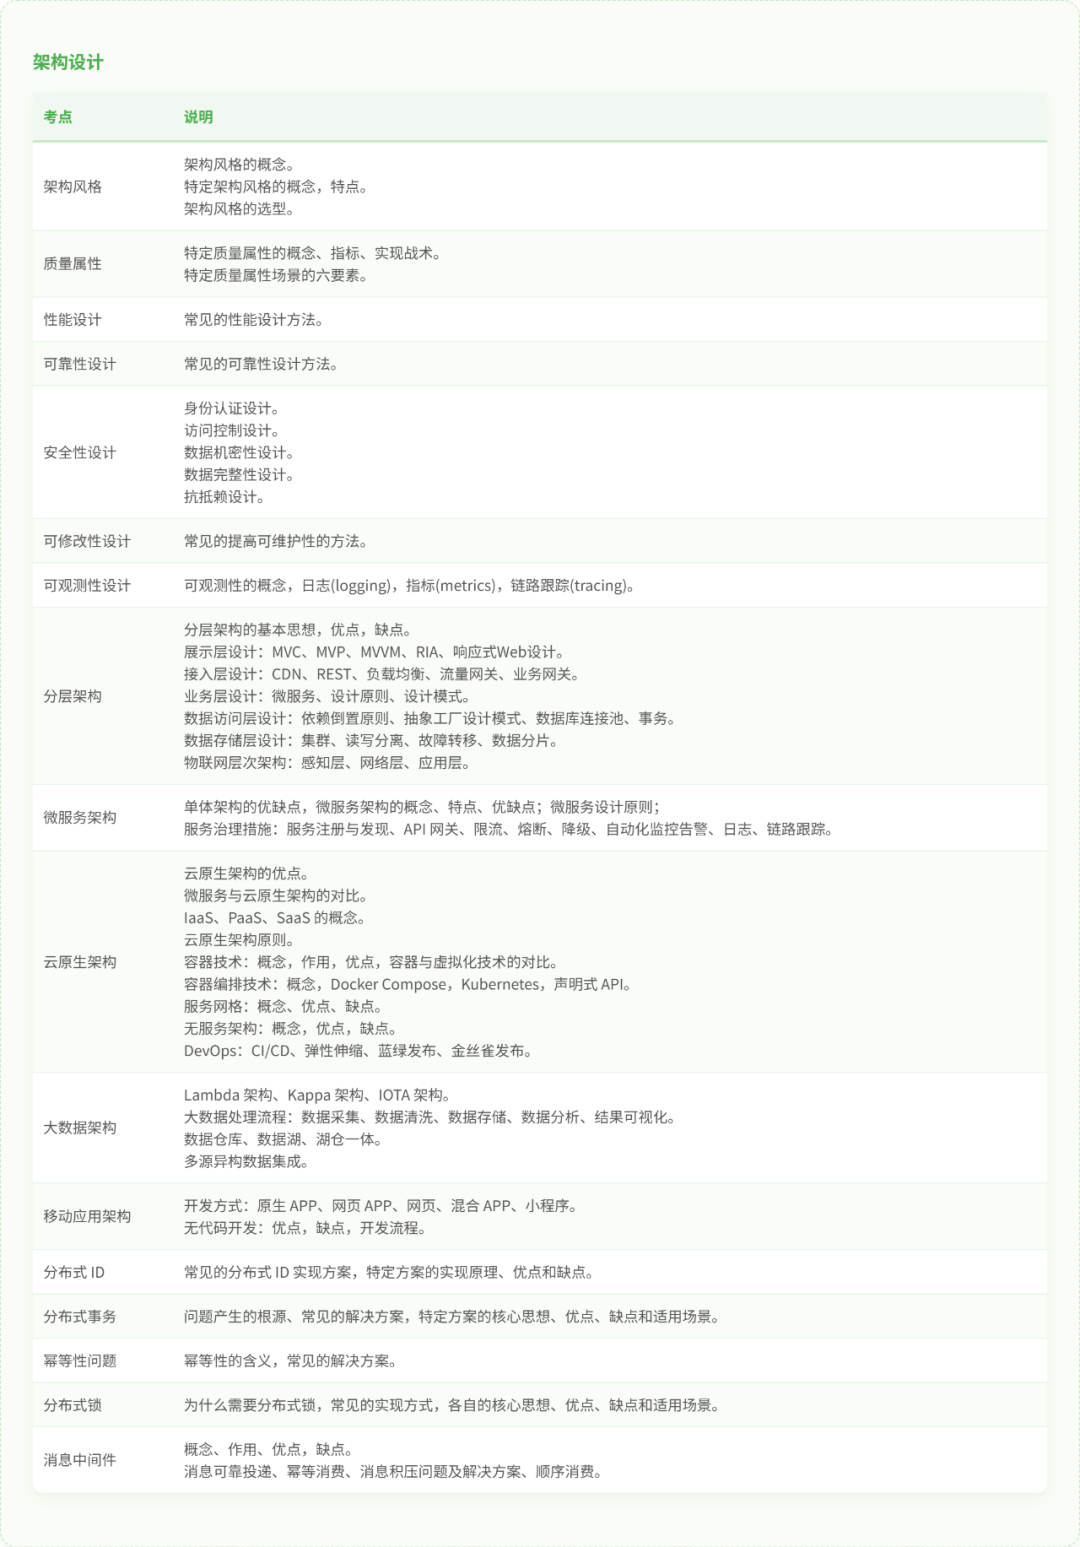 架构设计
考点 说明
架构风格
架构风格的概念。
特定架构风格的概念，特点。
架构风格的选型。
质量属性
特定质量属性的概念、指标、实现战术。
特定质量属性场景的六要素。
性能设计
常见的性能设计方法。
可靠性设计
常见的可靠性设计方法。
安全性设计
身份认证设计。
访问控制设计。
数据机密性设计。
数据完整性设计。
抗抵赖设计。
可修改性设计
常见的提高可维护性的方法。
可观测性设计
可观测性的概念，日志(logging)，指标(metrics)，链路跟踪(tracing)。
分层架构
分层架构的基本思想，优点，缺点。
展示层设计：MVC、MVP、MVVM、RIA、响应式Web设计。
接入层设计：CDN、REST、负载均衡、流量网关、业务网关。
业务层设计：微服务、设计原则、设计模式。
数据访问层设计：依赖倒置原则、抽象工厂设计模式、数据库连接池、事务。
数据存储层设计：集群、读写分离、故障转移、数据分片。
物联网层次架构：感知层、网络层、应用层。
微服务架构
单体架构的优缺点，微服务架构的概念、特点、优缺点；微服务设计原则；
服务治理措施：服务注册与发现、API 网关、限流、熔断、降级、自动化监控告警、日志、链路跟踪。
云原生架构
云原生架构的优点。
微服务与云原生架构的对比。
IaaS、PaaS、SaaS 的概念。
云原生架构原则。
容器技术：概念，作用，优点，容器与虚拟化技术的对比。
容器编排技术：概念，Docker Compose，Kubernetes，声明式 API。
服务网格：概念、优点、缺点。
无服务架构：概念，优点，缺点。
DevOps：CI/CD、弹性伸缩、蓝绿发布、金丝雀发布。
大数据架构
Lambda 架构、Kappa 架构、IOTA 架构。
大数据处理流程：数据采集、数据清洗、数据存储、数据分析、结果可视化。
数据仓库、数据湖、湖仓一体。
多源异构数据集成。
移动应用架构
开发方式：原生 APP、网页 APP、网页、混合 APP、小程序。
无代码开发：优点，缺点，开发流程。
分布式 ID
常见的分布式 ID 实现方案，特定方案的实现原理、优点和缺点。
分布式事务
问题产生的根源、常见的解决方案，特定方案的核心思想、优点、缺点和适用场景。
幂等性问题
幂等性的含义，常见的解决方案。
分布式锁
为什么需要分布式锁，常见的实现方式，各自的核心思想、优点、缺点和适用场景。
消息中间件
概念、作用、优点，缺点。
消息可靠投递、幂等消费、消息积压问题及解决方案、顺序消费。